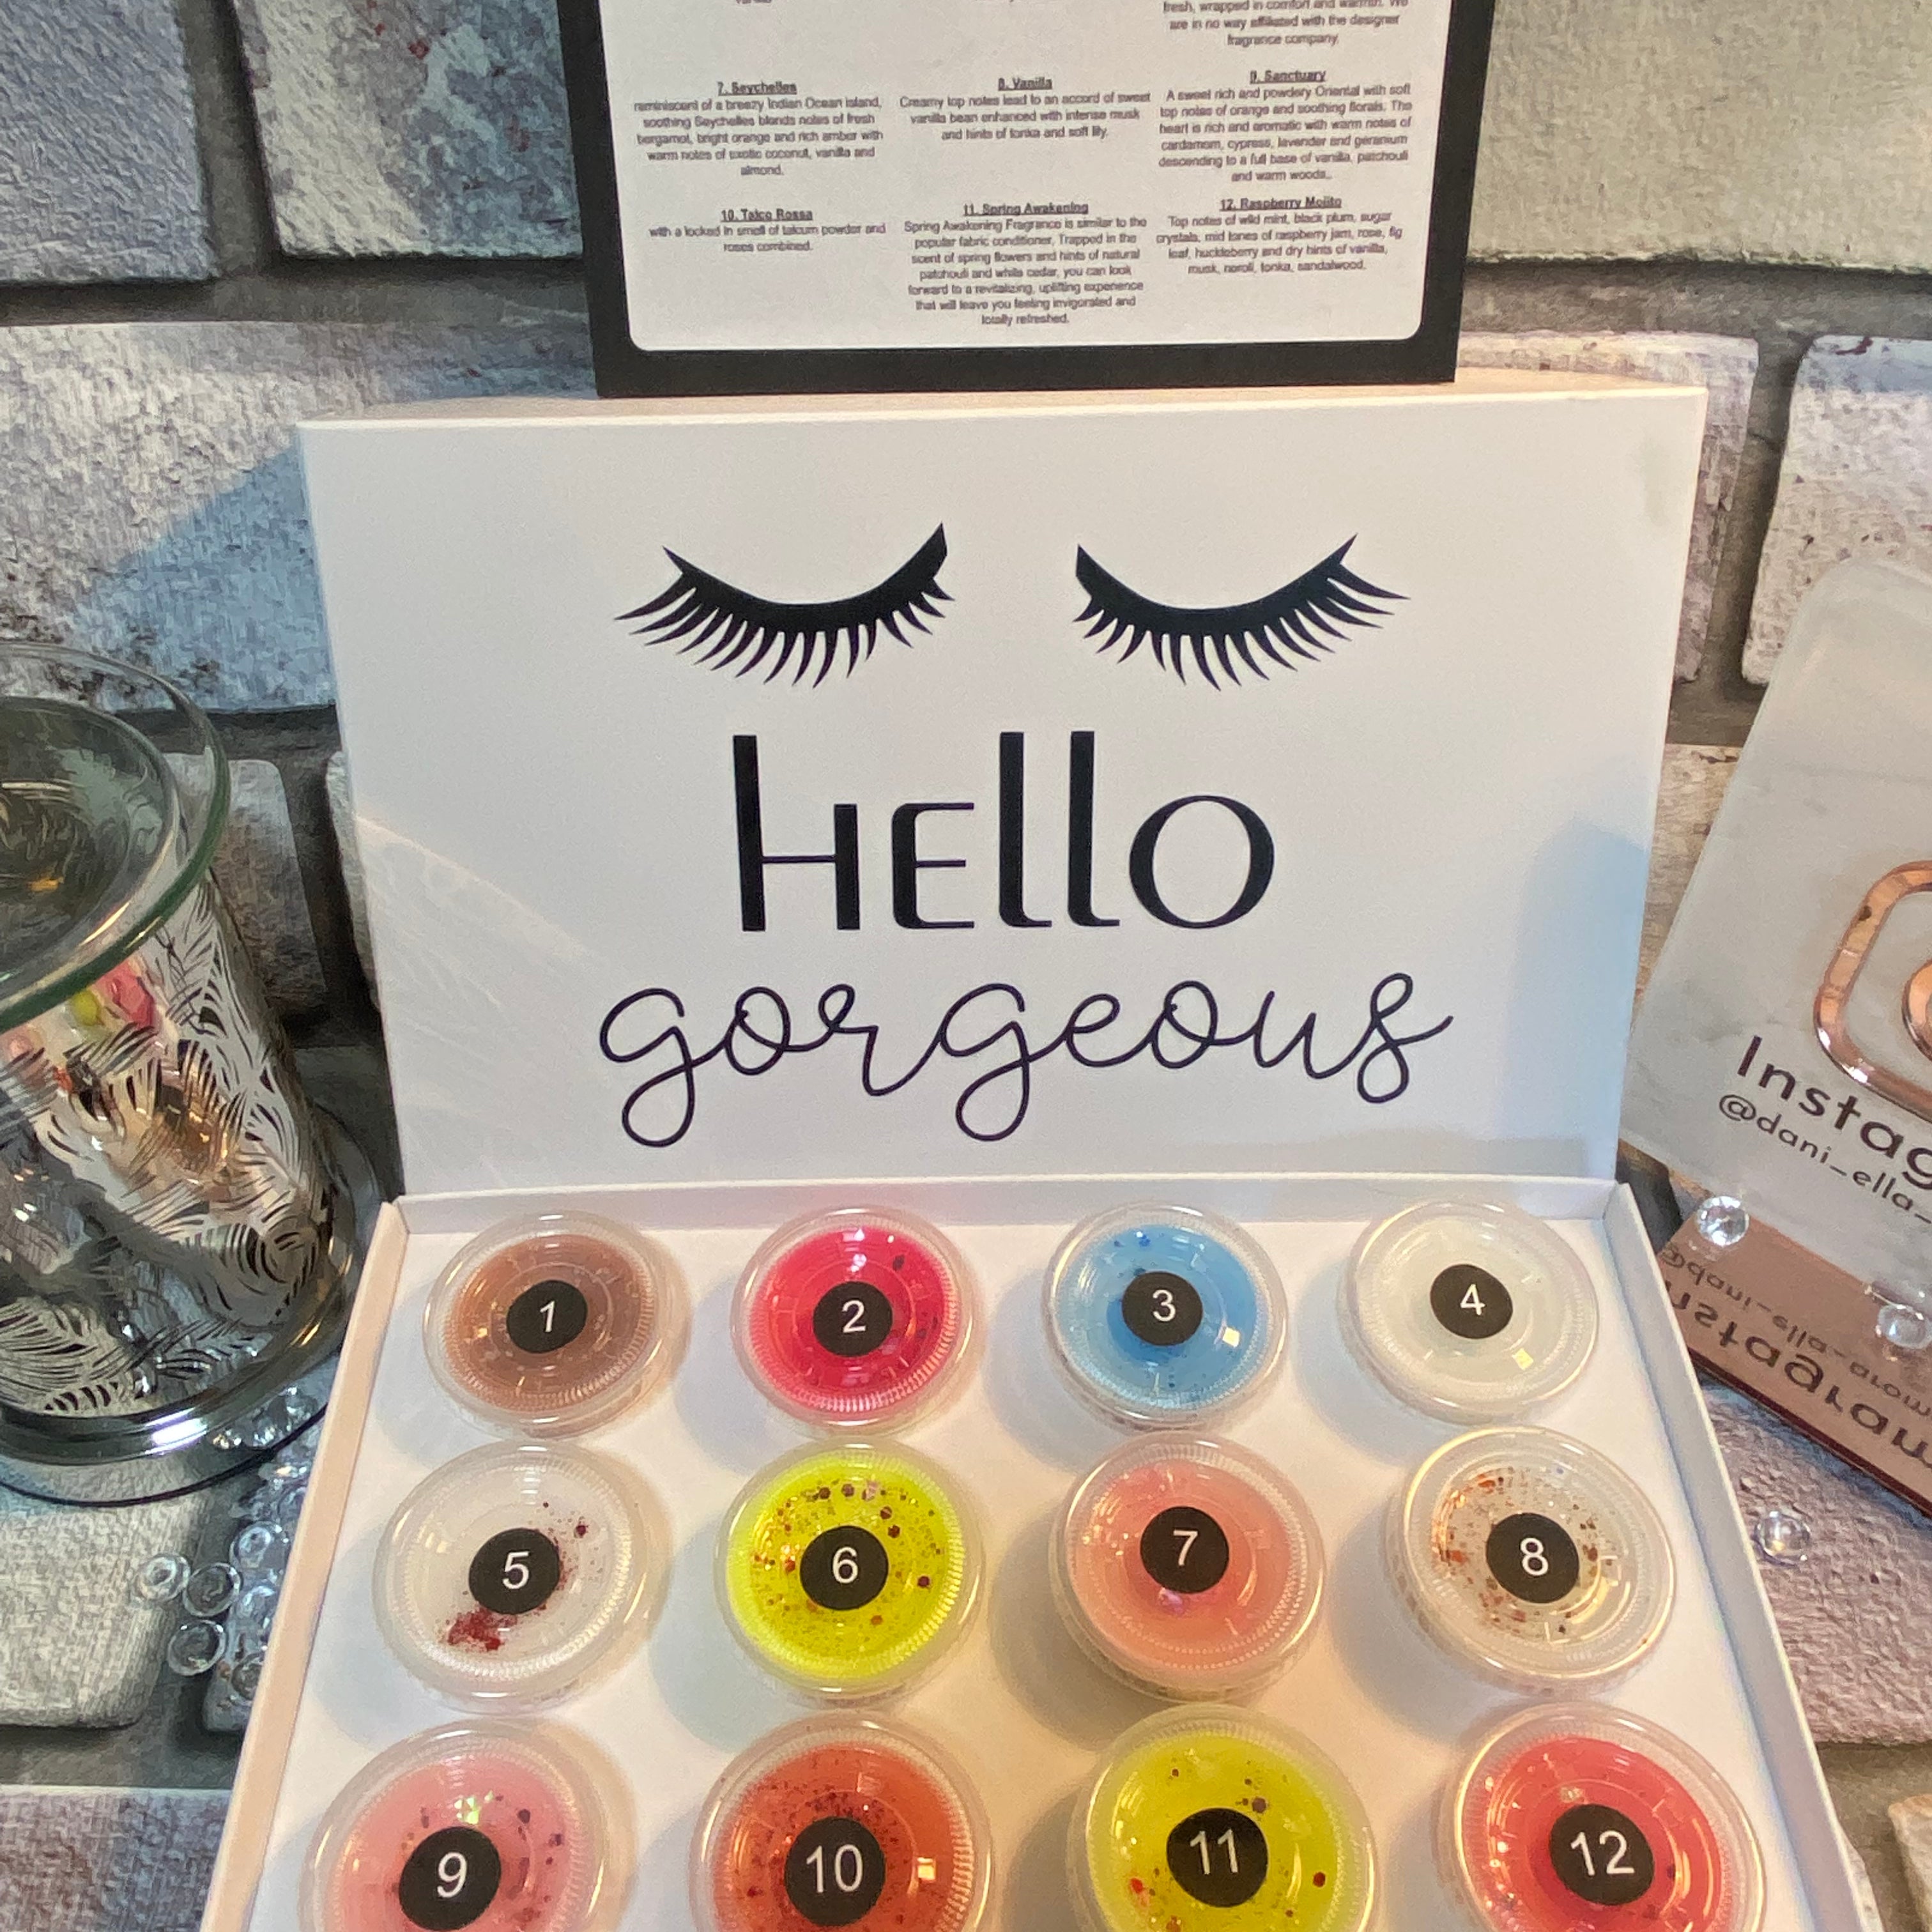 fresh, wrapped in comfort and warmth. We
are in no way affiliated with the designer
fragrance company.
7. Seychelles
reminiscent of a breezy Indian Ocean island,
soothing Seychelles blends notes of fresh
bergamot, bright orange and rich amber with
warm notes of exotic coconut, vanilla and
almond.
8. Vanilla
Creamy top notes lead to an accord of sweet
vanilla bean enhanced with intense musk
and hints of tonka and soft lily.
9. Sanctuary
A sweet rich and powdery Oriental with soft
top notes of orange and soothing florals. The
heart is rich and aromatic with warm notes of
cardamom, cypress, lavender and geranium
descending to a full base of vanilla, patchouli
and warm woods..
10. Talco Rossa
with a locked in smell of talcum powder and
roses combined.
11. Spring Awakening
Spring Awakening Fragrance is similar to the
popular fabric conditioner, Trapped in the
scent of spring flowers and hints of natural
patchouli and white cedar, you can look
forward to a revitalizing, uplifting experience
that will leave you feeling invigorated and
totally refreshed.
12. Raspberry Mojito
Top notes of wild mint, black plum, sugar
crystals, mid tones of raspberry jam, rose, fig
leaf, huckleberry and dry hints of vanilla,
musk, neroli, tonka, sandalwood.
HEllO
gorgeous
Instag
@dani_ella_
1
2
3
4
5
6
7
8
9
10
11
12